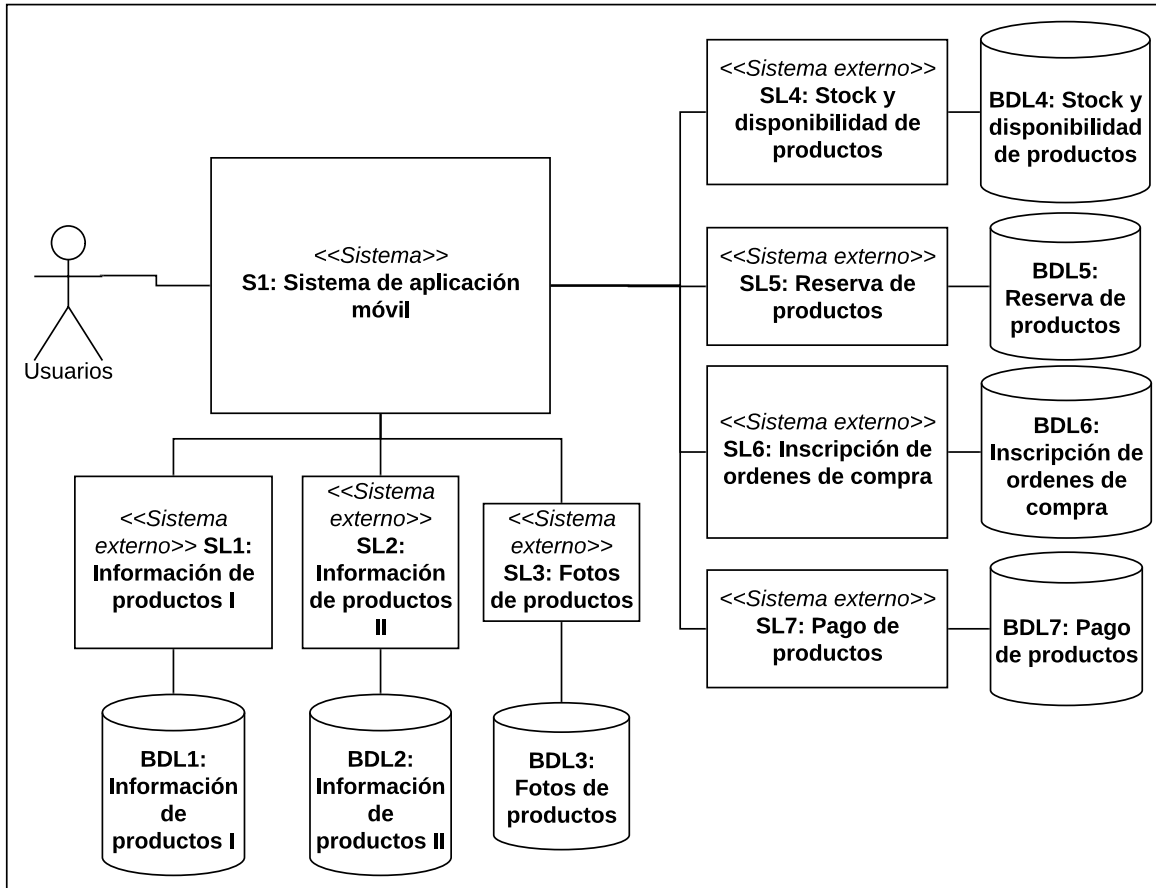 <<Sistema externo>>
SL4: Stock y
disponibilidad de
productos
BDL4: Stock y
disponibilidad
de productos
<<Sistema>>
S1: Sistema de aplicación
móvil
Usuarios
<<Sistema externo>>
SL5: Reserva de
productos
BDL5:
Reserva de
productos
<<Sistema externo>>
SL6: Inscripción de
ordenes de compra
BDL6:
Inscripción de
ordenes de
compra
<<Sistema
externo>> SL1:
Información de
productos I
<<Sistema
externo>>
SL2:
Información
de productos
II
<<Sistema
externo>>
SL3: Fotos
de productos
<<Sistema externo>>
SL7: Pago de
productos
BDL7: Pago
de productos
BDL1:
Información
de
productos I
BDL2:
Información
de
productos II
BDL3:
Fotos de
productos